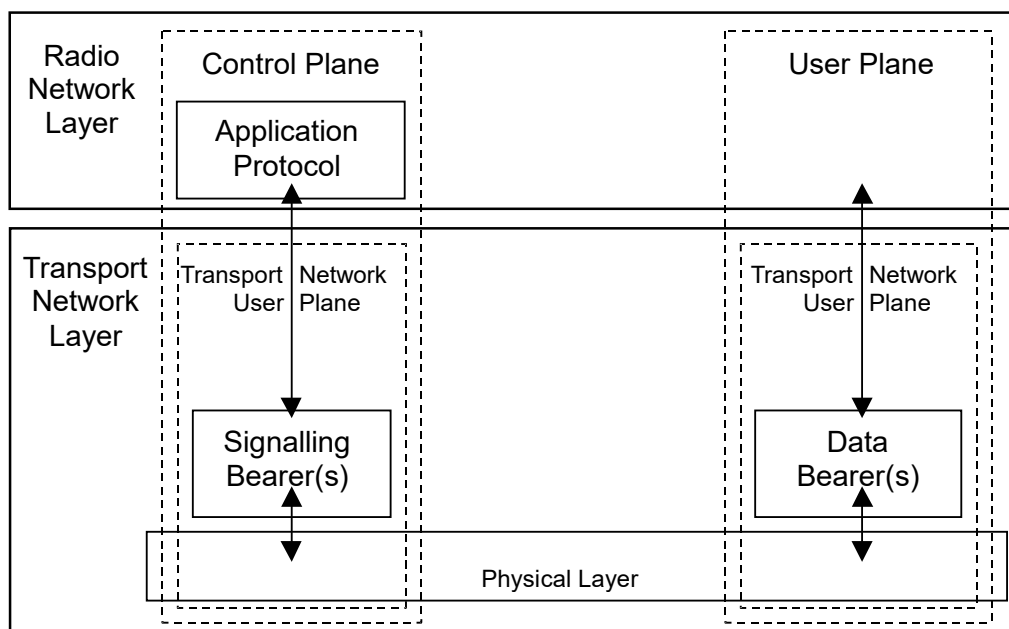 Radio
Network
Layer
Control Plane
User Plane
Application
Protocol
Transport
Network
Layer
Transport Network
User Plane
Transport Network
User Plane
Signalling
Bearer(s)
Data
Bearer(s)
Physical Layer